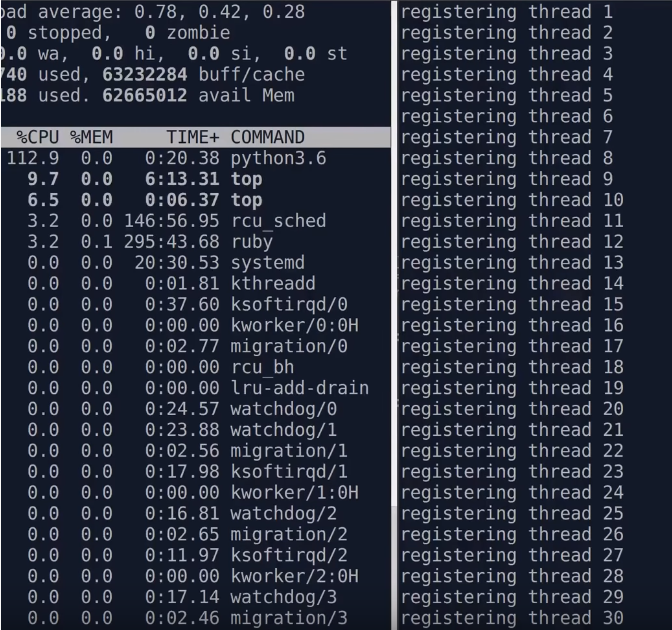 oad average: 0.78, 0.42, 0.28
0 stopped, 0 zombie
0.0 wa, 0.0 hi, 0.0 si, 0.0 st
740 used, 63232284 buff/cache
188 used. 62665012 avail Mem
%CPU %MEM TIME+ COMMAND
112.9 0.0 0:20.38 python3.6
9.7 0.0 6:13.31 top
6.5 0.0 0:06.37 top
3.2 0.0 146:56.95 rcu_sched
3.2 0.1 295:43.68 ruby
0.0 0.0 20:30.53 systemd
0.0 0.0 0:01.81 kthreadd
0.0 0.0 0:37.60 ksoftirqd/0
0.0 0.0 0:00.00 kworker/0:0H
0.0 0.0 0:02.77 migration/0
0.0 0.0 0:00.00 rcu_bh
0.0 0.0 0:00.00 lru-add-drain
0.0 0.0 0:24.57 watchdog/0
0.0 0.0 0:23.88 watchdog/1
0.0 0.0 0:02.56 migration/1
0.0 0.0 0:17.98 ksoftirqd/1
0.0 0.0 0:00.00 kworker/1:0H
0.0 0.0 0:16.81 watchdog/2
0.0 0.0 0:02.65 migration/2
0.0 0.0 0:11.97 ksoftirqd/2
0.0 0.0 0:00.00 kworker/2:0H
0.0 0.0 0:17.14 watchdog/3
0.0 0.0 0:02.46 migration/3
registering thread 1
registering thread 2
registering thread 3
registering thread 4
registering thread 5
registering thread 6
registering thread 7
registering thread 8
registering thread 9
registering thread 10
registering thread 11
registering thread 12
registering thread 13
registering thread 14
registering thread 15
registering thread 16
registering thread 17
registering thread 18
registering thread 19
registering thread 20
registering thread 21
registering thread 22
registering thread 23
registering thread 24
registering thread 25
registering thread 26
registering thread 27
registering thread 28
registering thread 29
registering thread 30